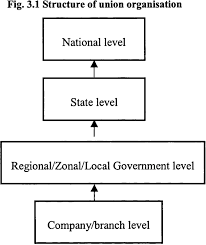 Fig. 3.1 Structure of union organisation
National level
State level
Regional/Zonal/Local Government level
Company/branch level